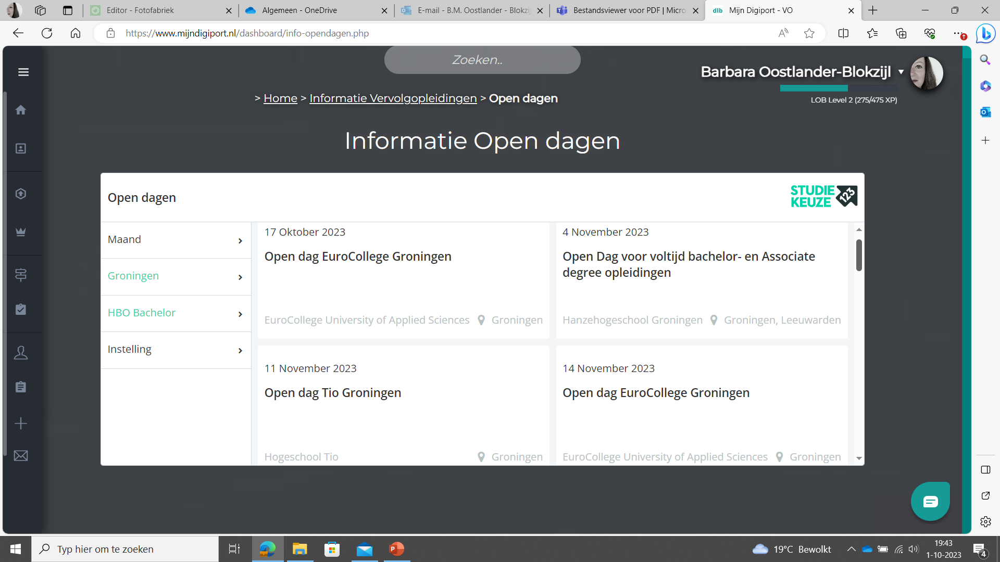 Editor - Fotofabriek
Algemeen - OneDrive
E-mail - B.M. Oostlander - Blokzij
Bestandsviewer voor PDF | Micros
dlb Mijn Digiport - VO
https://www.mijndigiport.nl/dashboard/info-opendagen.php
Zoeken..
Barbara Oostlander-Blokzijl
LOB Level 2 (275/475 XP)
> Home > Informatie Vervolgopleidingen > Open dagen
Informatie Open dagen
Open dagen
STUDIE
KEUZE
123
Maand
Groningen
HBO Bachelor
Instelling
17 Oktober 2023
Open dag EuroCollege Groningen
EuroCollege University of Applied Sciences Groningen
4 November 2023
Open Dag voor voltijd bachelor- en Associate
degree opleidingen
Hanzehogeschool Groningen Groningen, Leeuwarden
11 November 2023
Open dag Tio Groningen
Hogeschool Tio Groningen
14 November 2023
Open dag EuroCollege Groningen
EuroCollege University of Applied Sciences Groningen
Typ hier om te zoeken
19°C Bewolkt
19:43
1-10-2023
4